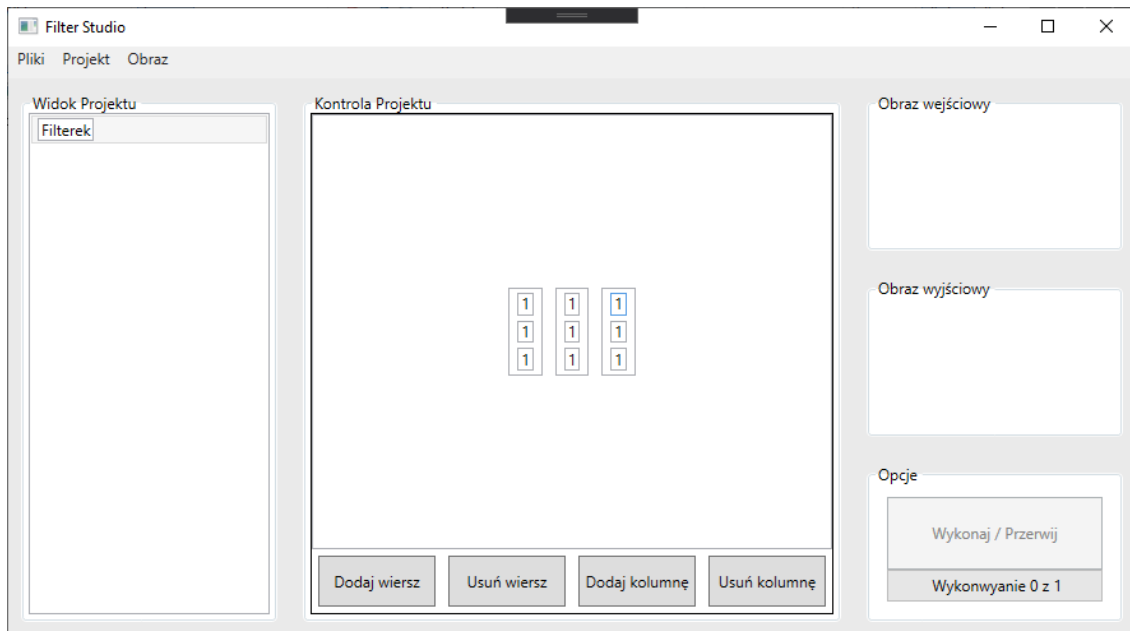 Filter Studio
Pliki Projekt Obraz
Widok Projektu
Filterek
Kontrola Projektu
1 1 1
1 1 1
1 1 1
Dodaj wiersz Usuń wiersz Dodaj kolumnę Usuń kolumnę
Obraz wejściowy
Obraz wyjściowy
Opcje
Wykonaj / Przerwij
Wykonwyanie 0 z 1